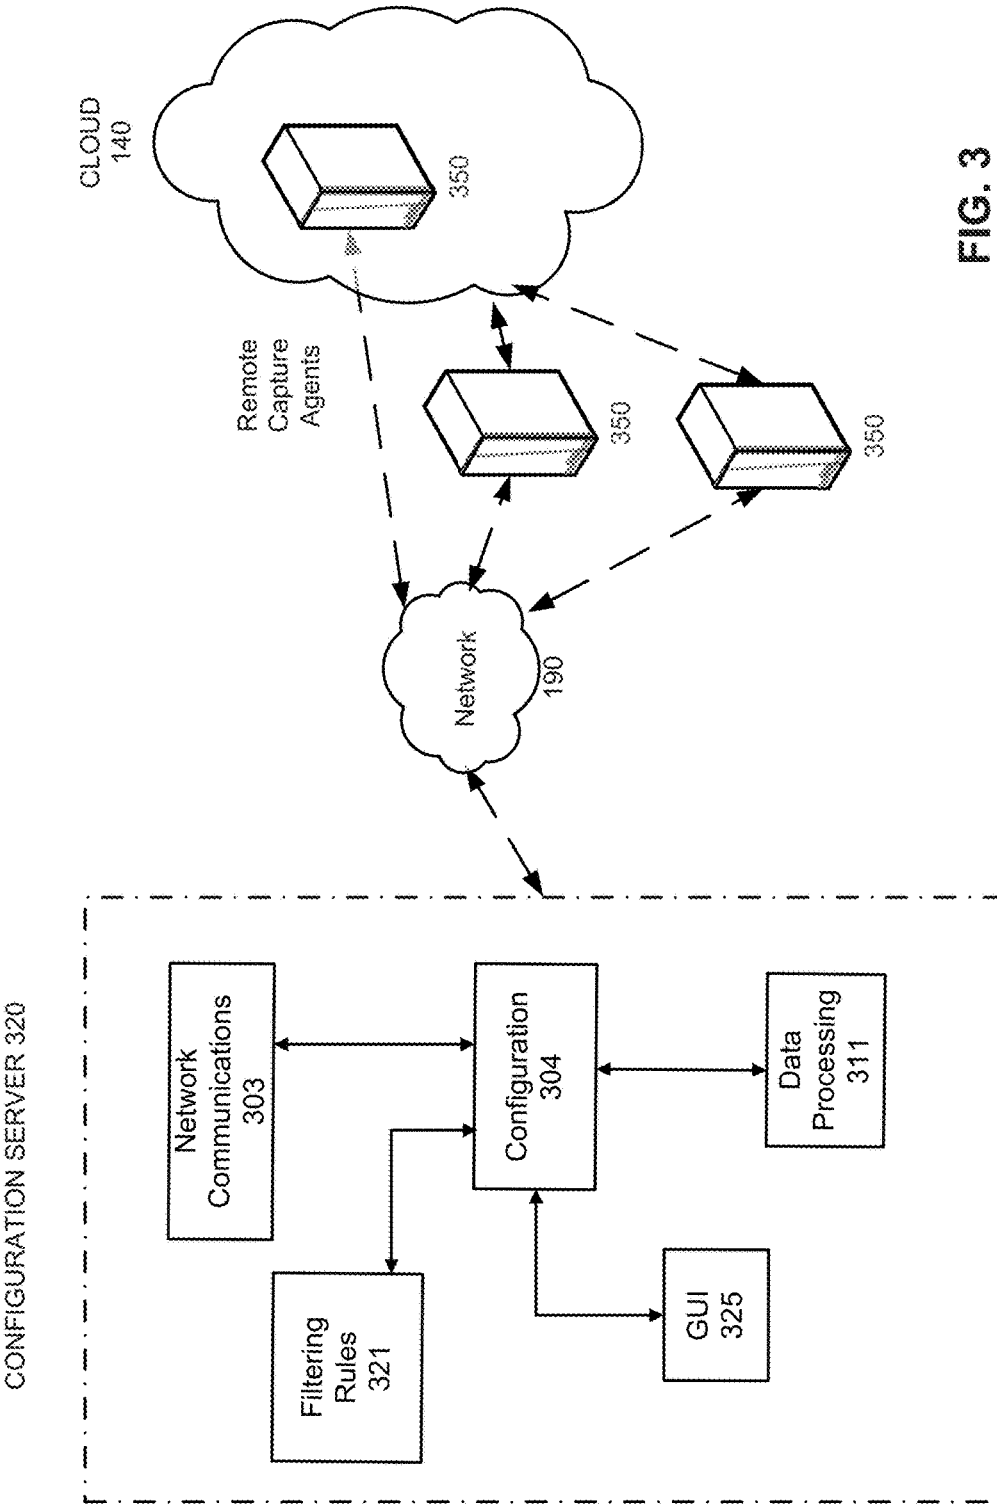 CONFIGURATION SERVER 320
Network
Communications
303
Filtering
Rules
321
Configuration
304
GUI
325
Data
Processing
311
Network
190
Remote
Capture
Agents
CLOUD
140
350
350
350
FIG. 3